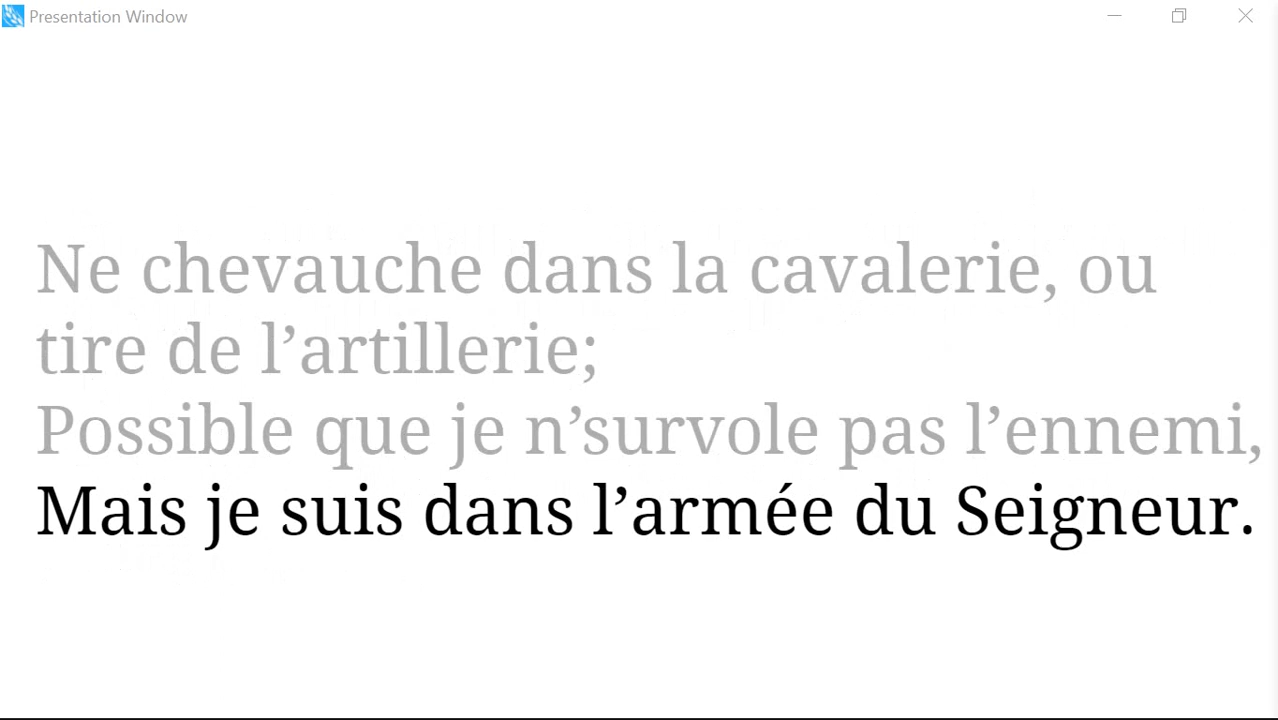 Presentation Window
Ne chevauche dans la cavalerie, ou
tire de l’artillerie;
Possible que je n’survole pas l’ennemi,
Mais je suis dans l’armée du Seigneur.